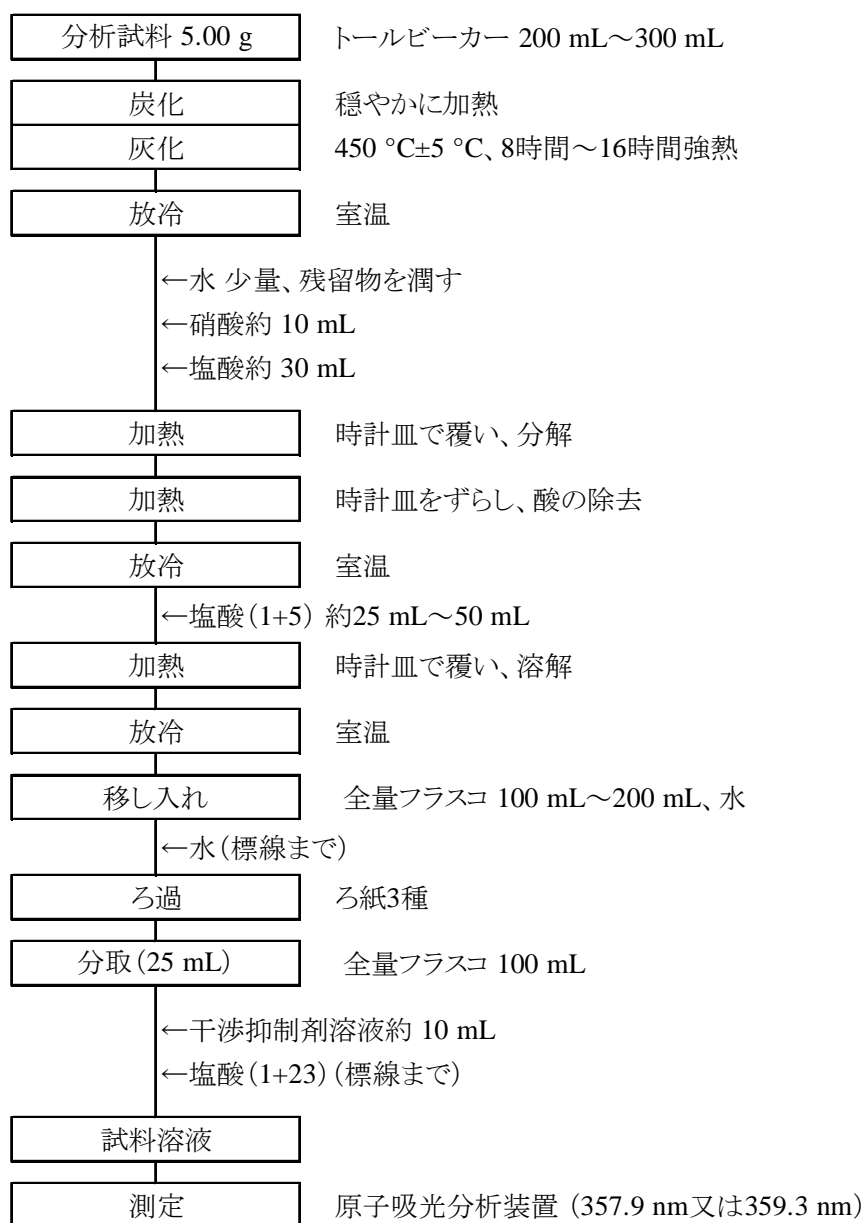 分析試料 5.00 g トールビーカー 200 mL～300 mL
炭化 穏やかに加熱
灰化 450 °C±5 °C、8時間～16時間強熱
放冷 室温
←水 少量、残留物を潤す
←硝酸約 10 mL
←塩酸約 30 mL
加熱 時計皿で覆い、分解
加熱 時計皿をずらし、酸の除去
放冷 室温
←塩酸(1+5) 約25 mL～50 mL
加熱 時計皿で覆い、溶解
放冷 室温
移し入れ 全量フラスコ 100 mL～200 mL、水
←水(標線まで)
ろ過 ろ紙3種
分取(25 mL) 全量フラスコ 100 mL
←干渉抑制剤溶液約 10 mL
←塩酸(1+23)(標線まで)
試料溶液
測定 原子吸光分析装置 (357.9 nm又は359.3 nm)